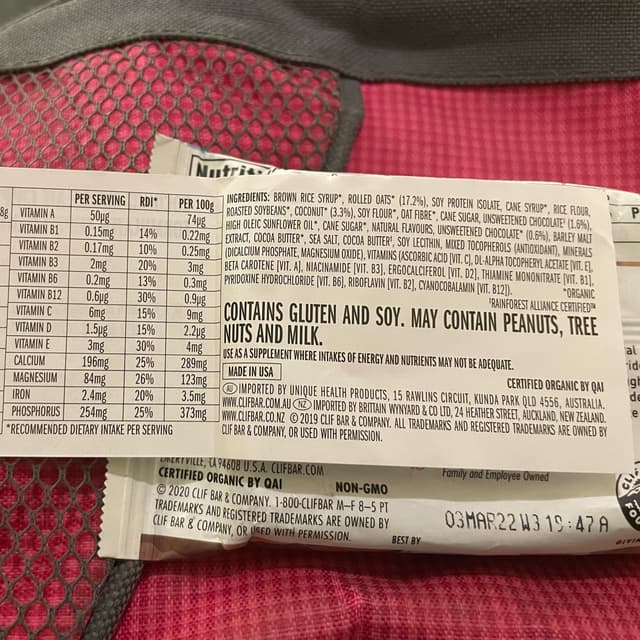 Nutriti
PER SERVING RDI* PER 100g
8g VITAMIN A 50µg 74µg
VITAMIN B1 0.15mg 14% 0.22mg
VITAMIN B2 0.17mg 10% 0.25mg
VITAMIN B3 2mg 20% 3mg
VITAMIN B6 0.2mg 13% 0.3mg
VITAMIN B12 0.6µg 30% 0.9µg
VITAMIN C 6mg 15% 9mg
VITAMIN D 1.5µg 15% 2.2µg
VITAMIN E 3mg 30% 4mg
CALCIUM 196mg 25% 289mg
MAGNESIUM 84mg 26% 123mg
IRON 2.4mg 20% 3.5mg
PHOSPHORUS 254mg 25% 373mg
*RECOMMENDED DIETARY INTAKE PER SERVING
INGREDIENTS: BROWN RICE SYRUP*, ROLLED OATS* (17.2%), SOY PROTEIN ISOLATE, CANE SYRUP*, RICE FLOUR,
ROASTED SOYBEANS*, COCONUT* (3.3%), SOY FLOUR*, OAT FIBRE*, CANE SUGAR, UNSWEETENED CHOCOLATE† (1.6%),
HIGH OLEIC SUNFLOWER OIL*, CANE SUGAR*, NATURAL FLAVOURS, UNSWEETENED CHOCOLATE* (0.6%), BARLEY MALT
EXTRACT, COCOA BUTTER*, SEA SALT, COCOA BUTTER†, SOY LECITHIN, MIXED TOCOPHEROLS (ANTIOXIDANT), MINERALS
(DICALCIUM PHOSPHATE, MAGNESIUM OXIDE), VITAMINS (ASCORBIC ACID [VIT. C], DL-ALPHA TOCOPHERYL ACETATE [VIT. E],
BETA CAROTENE [VIT. A], NIACINAMIDE [VIT. B3], ERGOCALCIFEROL [VIT. D2], THIAMINE MONONITRATE [VIT. B1],
PYRIDOXINE HYDROCHLORIDE [VIT. B6], RIBOFLAVIN [VIT. B2], CYANOCOBALAMIN [VIT. B12]).
*ORGANIC
†RAINFOREST ALLIANCE CERTIFIED™
CONTAINS GLUTEN AND SOY. MAY CONTAIN PEANUTS, TREE
NUTS AND MILK.
USE AS A SUPPLEMENT WHERE INTAKES OF ENERGY AND NUTRIENTS MAY NOT BE ADEQUATE.
MADE IN USA
CERTIFIED ORGANIC BY QAI
AU IMPORTED BY UNIQUE HEALTH PRODUCTS, 15 RAWLINS CIRCUIT, KUNDA PARK QLD 4556, AUSTRALIA.
WWW.CLIFBAR.COM.AU NZ IMPORTED BY BRITTAIN WYNYARD & CO LTD, 24 HEATHER STREET, AUCKLAND, NEW ZEALAND.
WWW.CLIFBAR.CO.NZ © 2019 CLIF BAR & COMPANY. ALL TRADEMARKS AND REGISTERED TRADEMARKS ARE OWNED BY
CLIF BAR & COMPANY, OR USED WITH PERMISSION.
EMERYVILLE, CA 94608 U.S.A. CLIFBAR.COM
CERTIFIED ORGANIC BY QAI NON-GMO
© 2020 CLIF BAR & COMPANY. 1-800-CLIFBAR M–F 8–5 PT
TRADEMARKS AND REGISTERED TRADEMARKS ARE OWNED BY
CLIF BAR & COMPANY, OR USED WITH PERMISSION.
Family and Employee Owned
BEST BY 03MAR22 W3 19:47 A